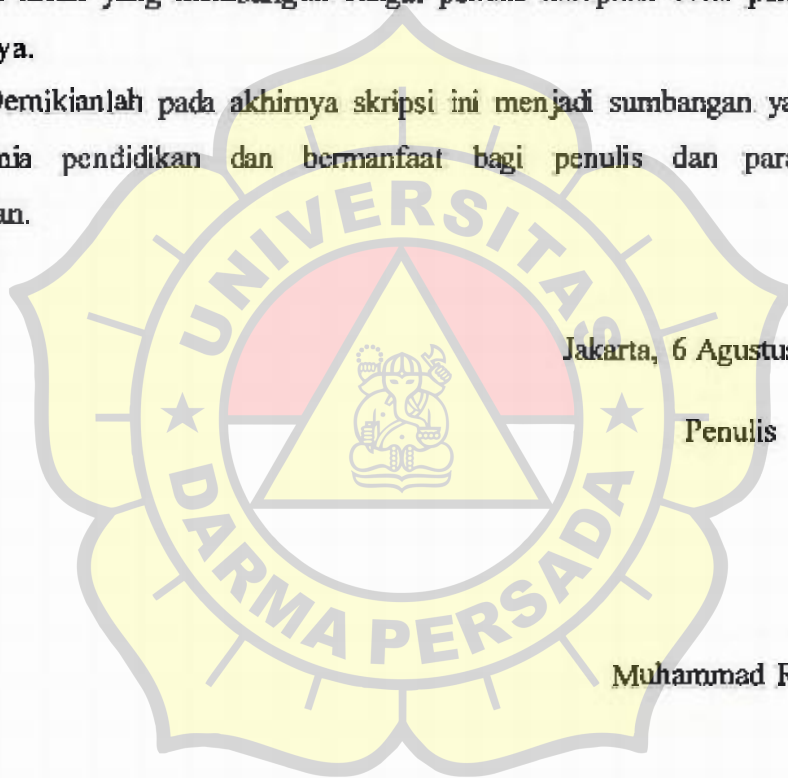 yang
ya.
Demikianlah pada akhirnya skripsi ini menjadi sumbangan ya
nia pendidikan dan bermanfaat bagi penulis dan para
an.
UNIVERSITAS
Jakarta, 6 Agustus
Penulis
DARMA PERSADA
Muhammad R